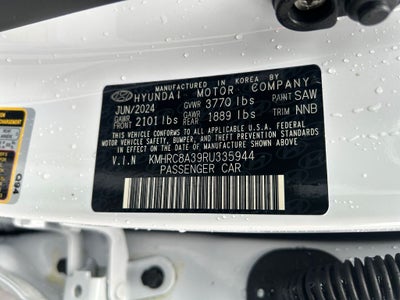 MANUFACTURED IN KOREA BY
HYUNDAI MOTOR COMPANY
JUN/2024 GVWR 3770 lbs PAINT SAW
GAWR FRONT 2101 lbs GAWR REAR 1889 lbs TRIM NNB
THIS VEHICLE CONFORMS TO ALL APPLICABLE U.S. FEDERAL
MOTOR VEHICLE SAFETY, BUMPER, AND THEFT PREVENTION
STANDARDS IN EFFECT ON THE DATE OF MANUFACTURE SHOWN ABOVE
V.I.N KMHRC8A39RU335944
PASSENGER CAR